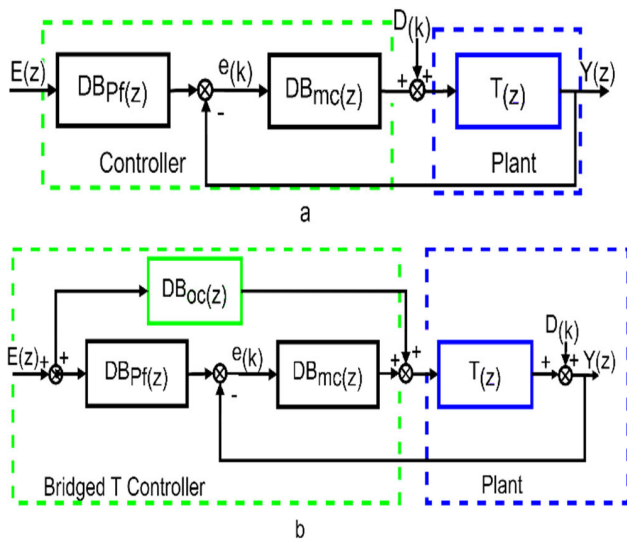 D(k)
E(z) DBPf(z) e(k) DBmc(z) + + T(z) Y(z)
-
Controller Plant
a
DBoc(z)
D(k)
E(z) + + DBPf(z) e(k) DBmc(z) + + T(z) + + Y(z)
-
Bridged T Controller Plant
b